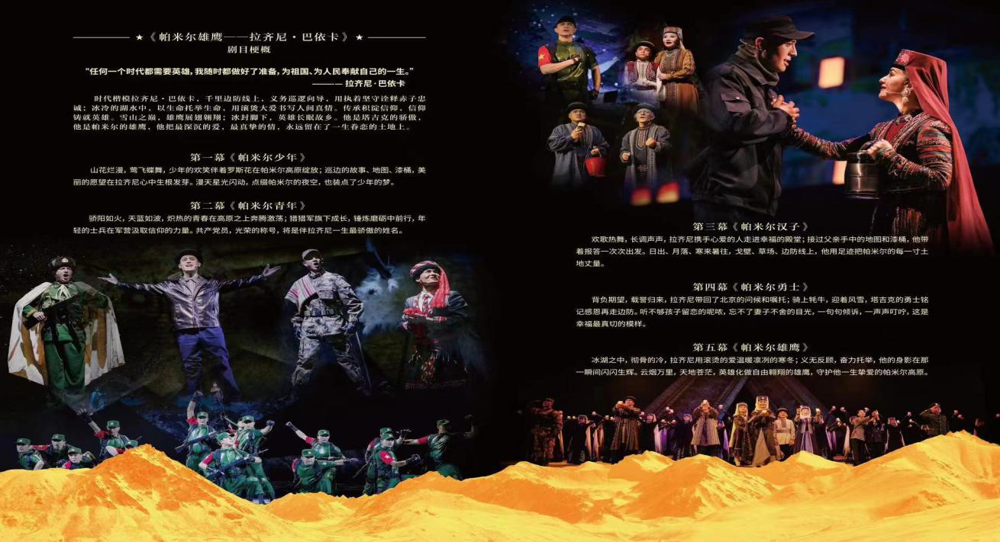 ★《帕米尔雄鹰——拉齐尼·巴依卡》★
剧目梗概
“任何一个时代都需要英雄，我随时都做好了准备，为祖国、为人民奉献自己的一生。”
——— 拉齐尼·巴依卡
时代楷模拉齐尼·巴依卡，千里边防线上，义务巡逻向导，用执着坚守诠释赤子忠
诚；冰冷的湖水中，以生命托举生命，用滚烫大爱书写人间真情。传承积淀信仰，信仰
铸就英雄。雪山之巅，雄鹰展翅翱翔；冰封脚下，英雄长眠故乡。他是塔吉克的骄傲，
他是帕米尔的雄鹰，他把最深沉的爱，最真挚的情，永远留在了一生眷恋的土地上。
第一幕《帕米尔少年》
山花烂漫，莺飞蝶舞，少年的欢笑伴着罗斯花在帕米尔高原绽放；巡边的故事、地图、漆桶，美
丽的愿望在拉齐尼心中生根发芽。漫天星光闪动，点缀帕米尔的夜空，也装点了少年的梦。
第二幕《帕米尔青年》
骄阳如火，天蓝如波，炽热的青春在高原之上奔腾激荡；猎猎军旗下成长，锤炼磨砺中前行，年
轻的士兵在军营汲取信仰的力量。共产党员，光荣的称号，将是伴拉齐尼一生最骄傲的姓名。
第三幕《帕米尔汉子》
欢歌热舞，长调声声，拉齐尼携手心爱的人走进幸福的殿堂；接过父亲手中的地图和漆桶，他带
着报答一次次出发。日出、月落、寒来暑往，戈壁、草场、边防线上，他用足迹把帕米尔的每一寸土
地丈量。
第四幕《帕米尔勇士》
背负期望，载誉归来，拉齐尼带回了北京的问候和嘱托；骑上牦牛，迎着风雪，塔吉克的勇士铭
记感恩再走边防。听不够孩子留恋的呢咕，忘不了妻子不舍的目光，一句句倾诉，一声声叮咛，这是
幸福最真切的模样。
第五幕《帕米尔雄鹰》
冰湖之中，彻骨的冷，拉齐尼用滚烫的爱温暖凛冽的寒冬；义无反顾，奋力托举，他的身影在那
一瞬间闪闪生辉。云烟万里，天地苍茫，英雄化做自由翱翔的雄鹰，守护他一生挚爱的帕米尔高原。